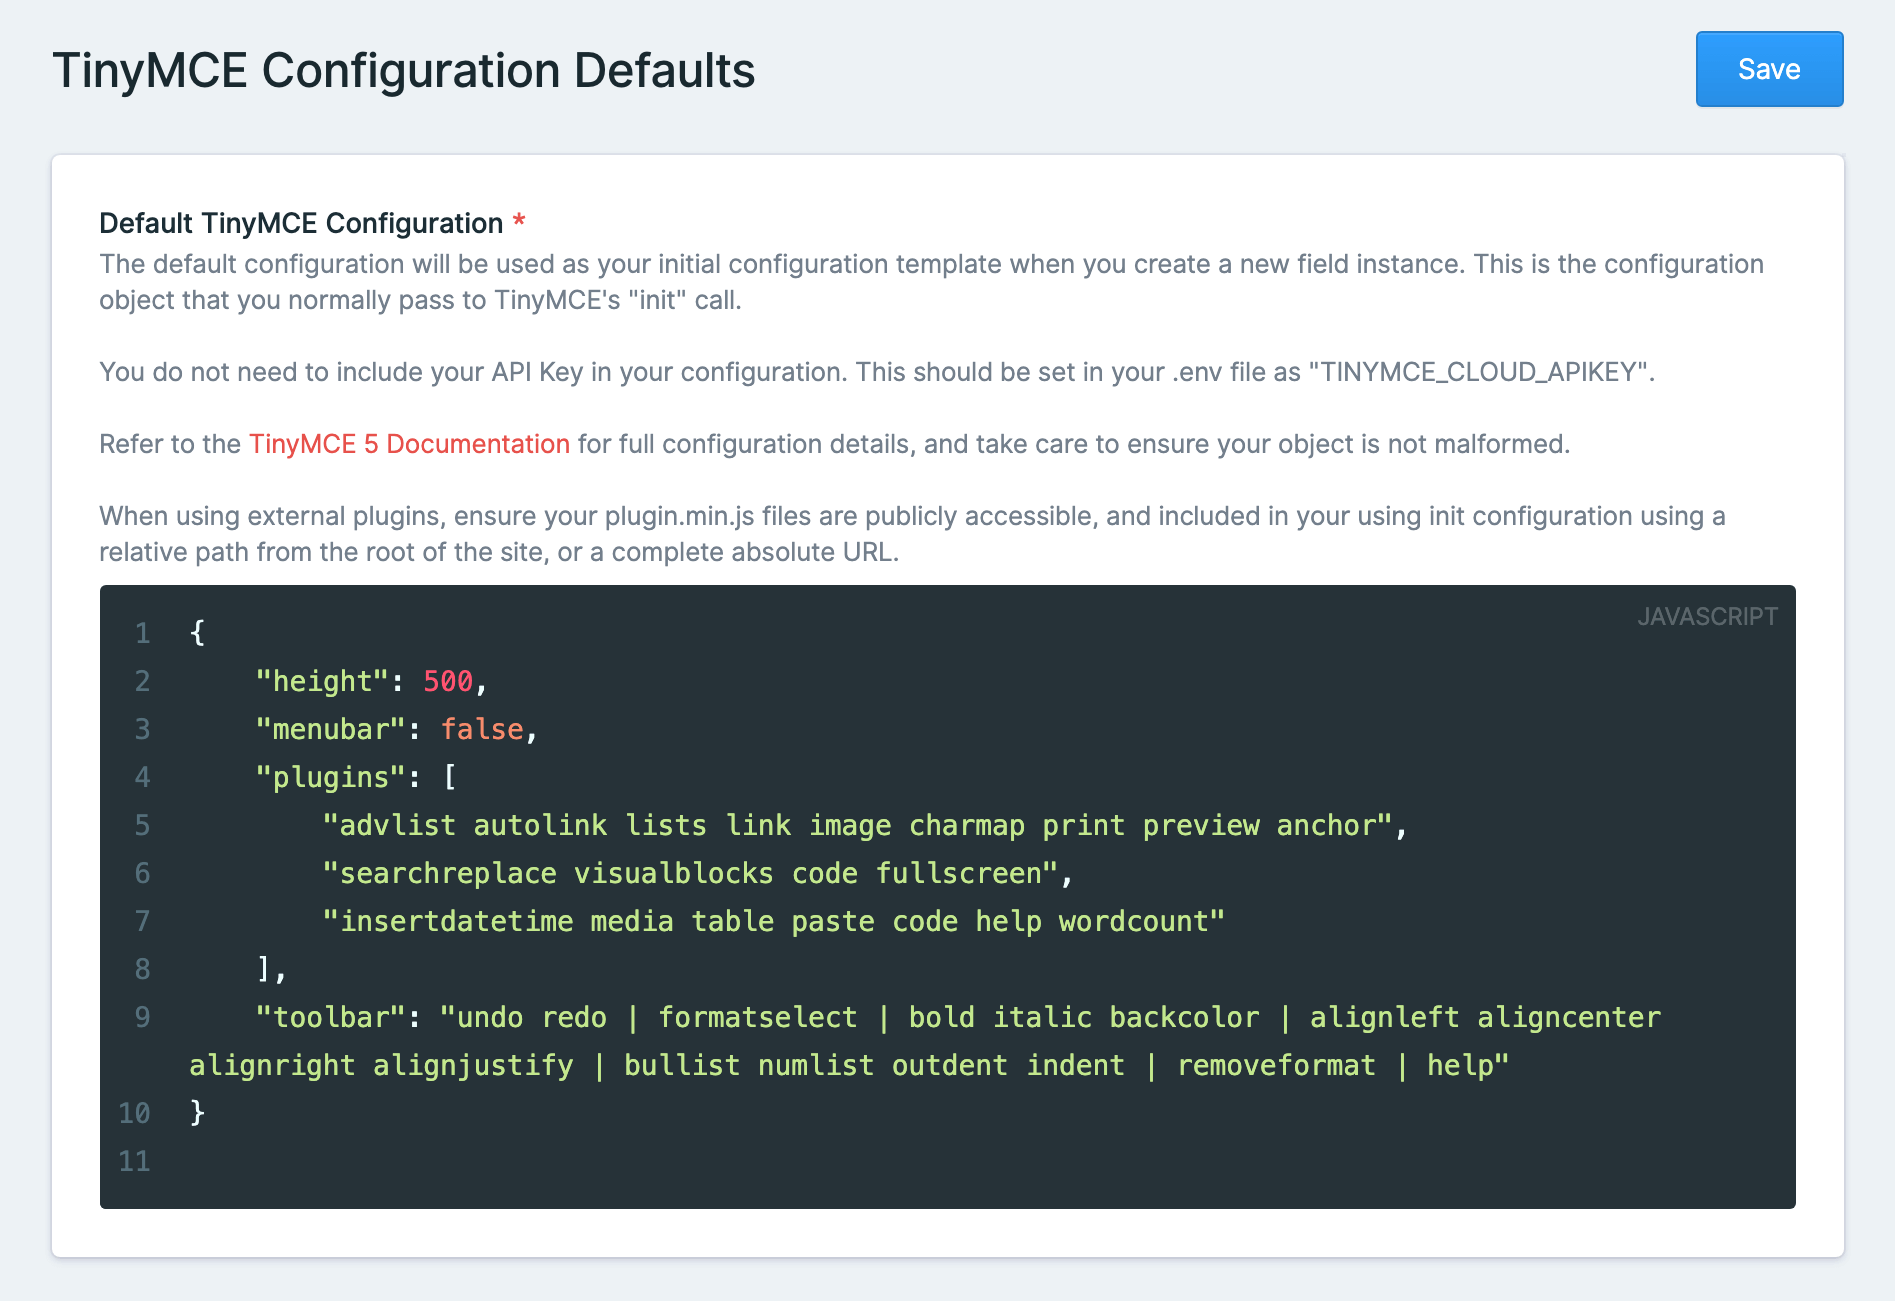 TinyMCE Configuration Defaults
Save
Default TinyMCE Configuration *
The default configuration will be used as your initial configuration template when you create a new field instance. This is the configuration
object that you normally pass to TinyMCE's "init" call.
You do not need to include your API Key in your configuration. This should be set in your .env file as "TINYMCE_CLOUD_APIKEY".
Refer to the TinyMCE 5 Documentation for full configuration details, and take care to ensure your object is not malformed.
When using external plugins, ensure your plugin.min.js files are publicly accessible, and included in your using init configuration using a
relative path from the root of the site, or a complete absolute URL.
JAVASCRIPT
1 {
2     "height": 500,
3     "menubar": false,
4     "plugins": [
5         "advlist autolink lists link image charmap print preview anchor",
6         "searchreplace visualblocks code fullscreen",
7         "insertdatetime media table paste code help wordcount"
8     ],
9     "toolbar": "undo redo | formatselect | bold italic backcolor | alignleft aligncenter
alignright alignjustify | bullist numlist outdent indent | removeformat | help"
10 }
11